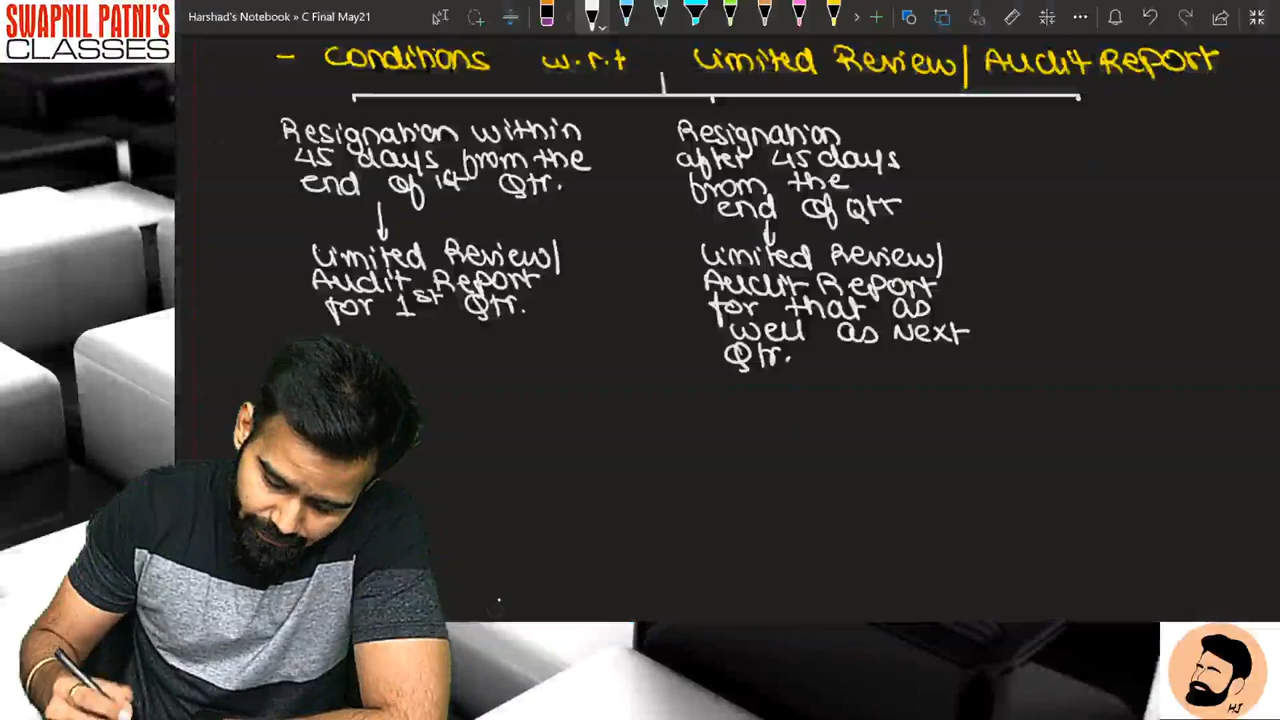 SWAPNIL PATNI'S
CLASSES
Harshad's Notebook » C Final May21
- Conditions w.r.t Limited Review/Audit Report
Resignation within
45 days from the
end of 1st Qtr.
Limited Review/
Audit Report
for 1st Qtr.
Resignation
after 45 days
from the
end of Qtr
Limited Review/
Audit Report
for that as
well as Next
Qtr.
HJ